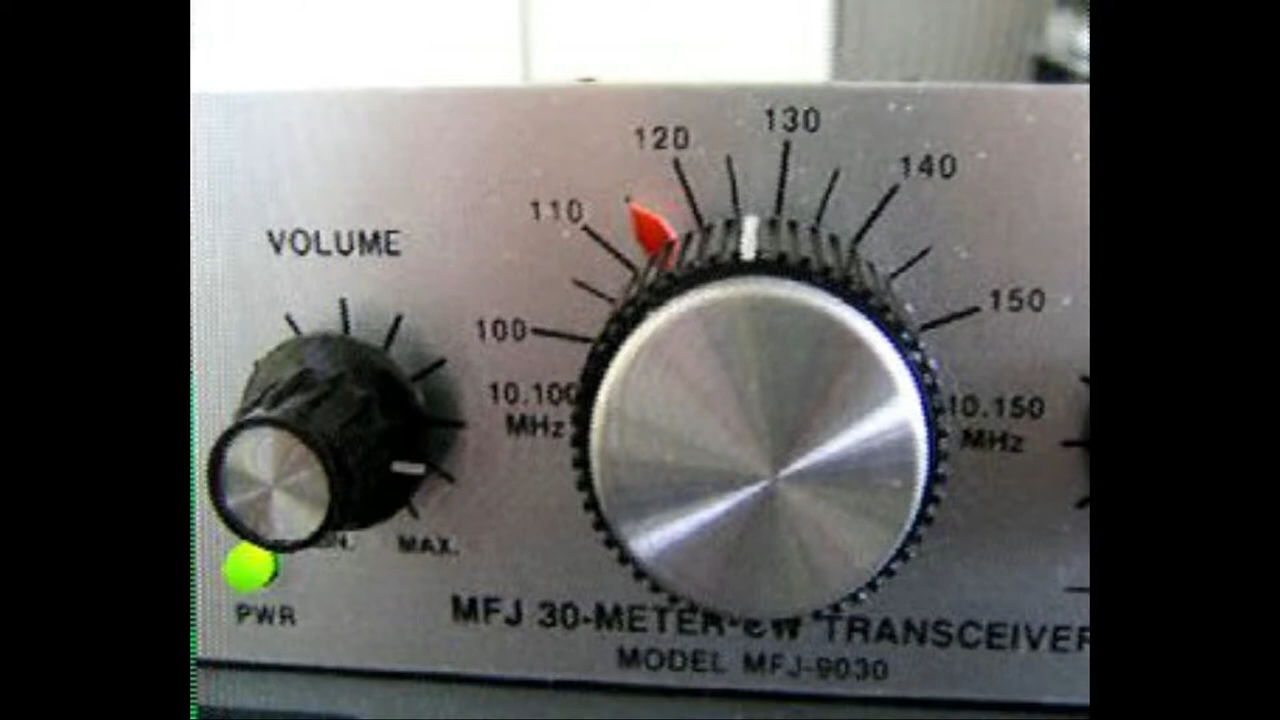 130
120
140
110
VOLUME
150
100
10.100
MHz
10.150
MHz
MAX.
PWR
MFJ 30-METER CW TRANSCEIVER
MODEL MFJ-9030